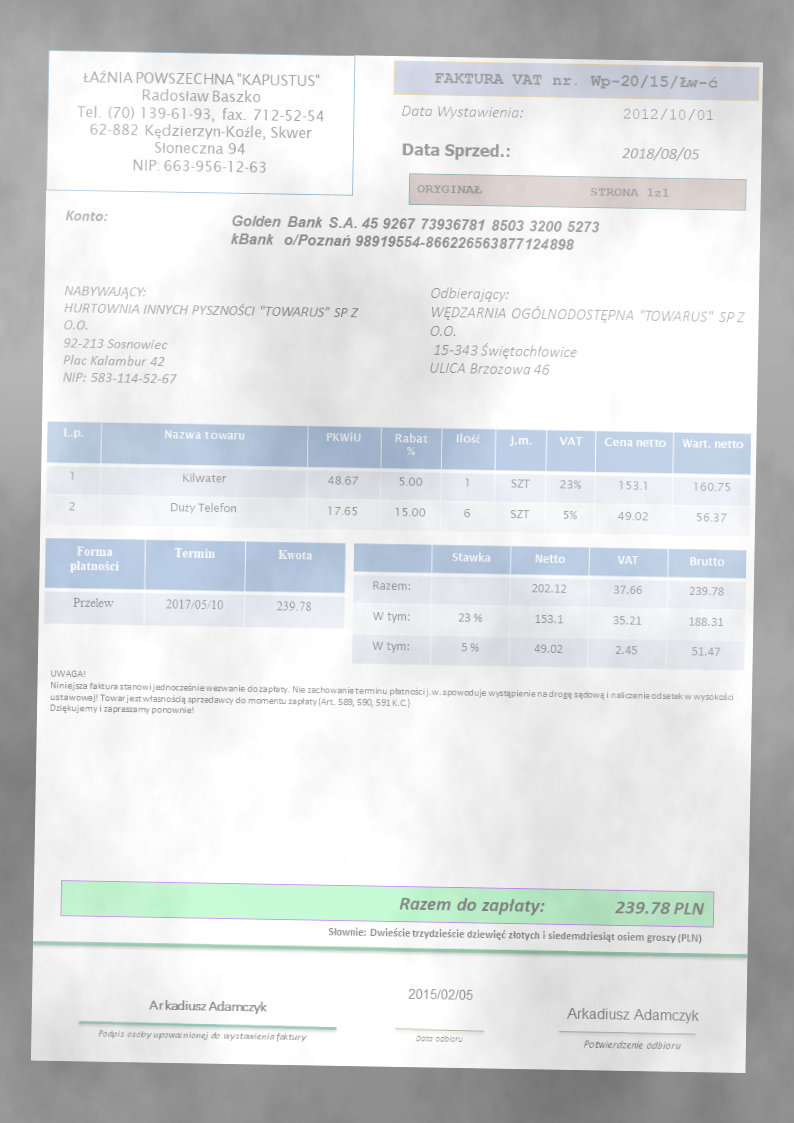 ŁAŹNIA POWSZECHNA "KAPUSTUS"
Radosław Baszko
Tel. (70) 139-61-93, fax. 712-52-54
62-882 Kędzierzyn-Koźle, Skwer
Słoneczna 94
NIP: 663-956-12-63
FAKTURA VAT nr. Wp-20/15/Łw-ć
Data Wystawienia: 2012/10/01
Data Sprzed.: 2018/08/05
ORYGINAŁ STRONA 1z1
Konto: Golden Bank S.A. 45 9267 73936781 8503 3200 5273
kBank o/Poznań 98919554-866226563877124898
NABYWAJĄCY:
HURTOWNIA INNYCH PYSZNOŚCI "TOWARUS" SP Z
O.O.
92-213 Sosnowiec
Plac Kalambur 42
NIP: 583-114-52-67
Odbierający:
WĘDZARNIA OGÓLNODOSTĘPNA "TOWARUS" SP Z
O.O.
15-343 Świętochłowice
ULICA Brzozowa 46
L.p. Nazwa towaru PKWiU Rabat % Ilość J.m. VAT Cena netto Wart. netto
1 Kilwater 48.67 5.00 1 SZT 23% 153.1 160.75
2 Duży Telefon 17.65 15.00 6 SZT 5% 49.02 56.37
Forma płatności Termin Kwota
Przelew 2017/05/10 239.78
Stawka Netto VAT Brutto
Razem: 202.12 37.66 239.78
W tym: 23 % 153.1 35.21 188.31
W tym: 5 % 49.02 2.45 51.47
UWAGA!
Niniejsza faktura stanowi jednocześnie wezwanie do zapłaty. Nie zachowanie terminu płatności j.w. spowoduje wystąpienie na drogę sądową i naliczenie odsetek w wysokości
ustawowej! Towar jest własnością sprzedawcy do momentu zapłaty (Art. 589, 590, 591 K.C.)
Dziękujemy i zapraszamy ponownie!
Razem do zapłaty: 239.78 PLN
Słownie: Dwieście trzydzieście dziewięć złotych i siedemdziesiąt osiem groszy (PLN)
Arkadiusz Adamczyk
Podpis osoby upoważnionej do wystawienia faktury
2015/02/05
Data odbioru
Arkadiusz Adamczyk
Potwierdzenie odbioru